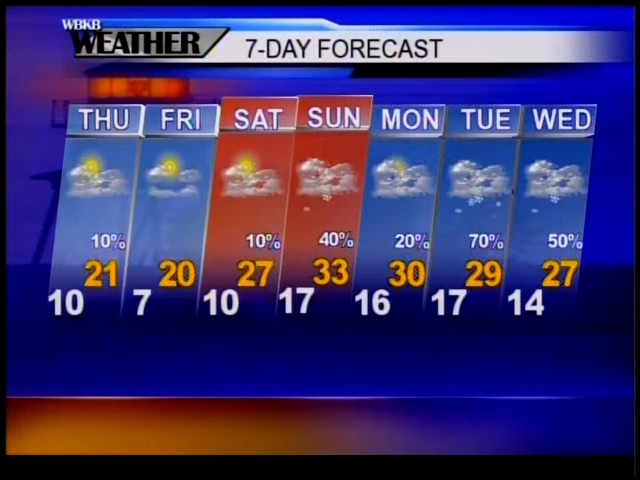 WBKB
WEATHER
7-DAY FORECAST
THU FRI SAT SUN MON TUE WED
10% 10% 40% 20% 70% 50%
21 20 27 33 30 29 27
10 7 10 17 16 17 14